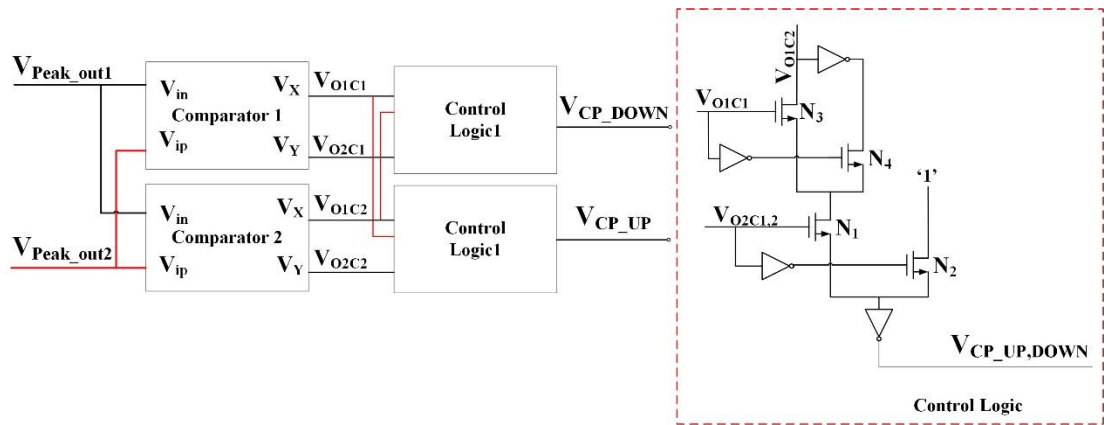 V_Peak_out1
V_in
Comparator 1
V_ip
V_X
V_Y
V_O1C1
V_O2C1
Control
Logic1
V_CP_DOWN
V_Peak_out2
V_in
Comparator 2
V_ip
V_X
V_Y
V_O1C2
V_O2C2
Control
Logic1
V_CP_UP
V_O1C2
V_O1C1
N_3
N_4
'1'
V_O2C1,2
N_1
N_2
V_CP_UP,DOWN
Control Logic